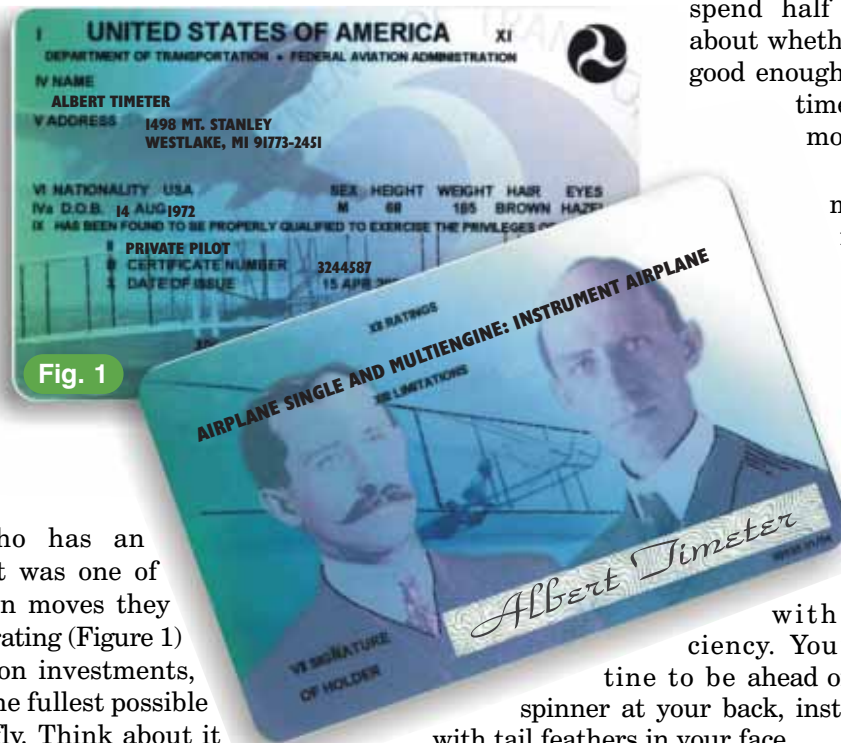 I UNITED STATES OF AMERICA XI
DEPARTMENT OF TRANSPORTATION • FEDERAL AVIATION ADMINISTRATION
IV NAME
ALBERT TIMETER
V ADDRESS 1498 MT. STANLEY
WESTLAKE, MI 91773-2451
VI NATIONALITY USA SEX HEIGHT WEIGHT HAIR EYES
IVa D.O.B. 14 AUG 1972 M 68 185 BROWN HAZEL
IX HAS BEEN FOUND TO BE PROPERLY QUALIFIED TO EXERCISE THE PRIVILEGES OF
II PRIVATE PILOT
III CERTIFICATE NUMBER 3244587
X DATE OF ISSUE 15 APR
Fig. 1
XII RATINGS
AIRPLANE SINGLE AND MULTIENGINE: INSTRUMENT AIRPLANE
XIII LIMITATIONS
VII SIGNATURE
OF HOLDER
Albert Timeter
spend half
about wheth
good enough
time
mo
ho has an
t was one of
n moves they
rating (Figure 1)
on investments,
he fullest possible
fly. Think about it
with
ciency. You
tine to be ahead o
spinner at your back, inst
with tail feathers in your face